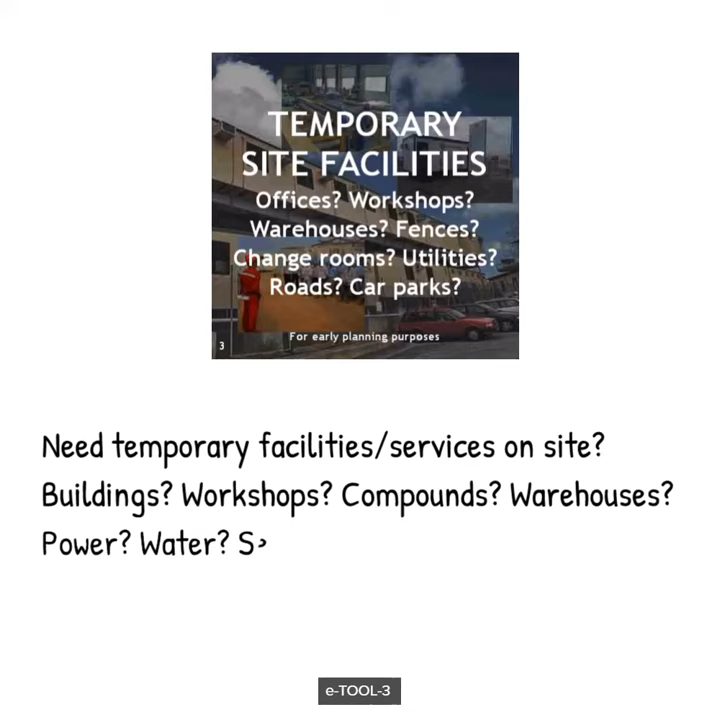 TEMPORARY
SITE FACILITIES
Offices? Workshops?
Warehouses? Fences?
Change rooms? Utilities?
Roads? Car parks?
For early planning purposes
3
Need temporary facilities/services on site?
Buildings? Workshops? Compounds? Warehouses?
Power? Water? S
e-TOOL-3